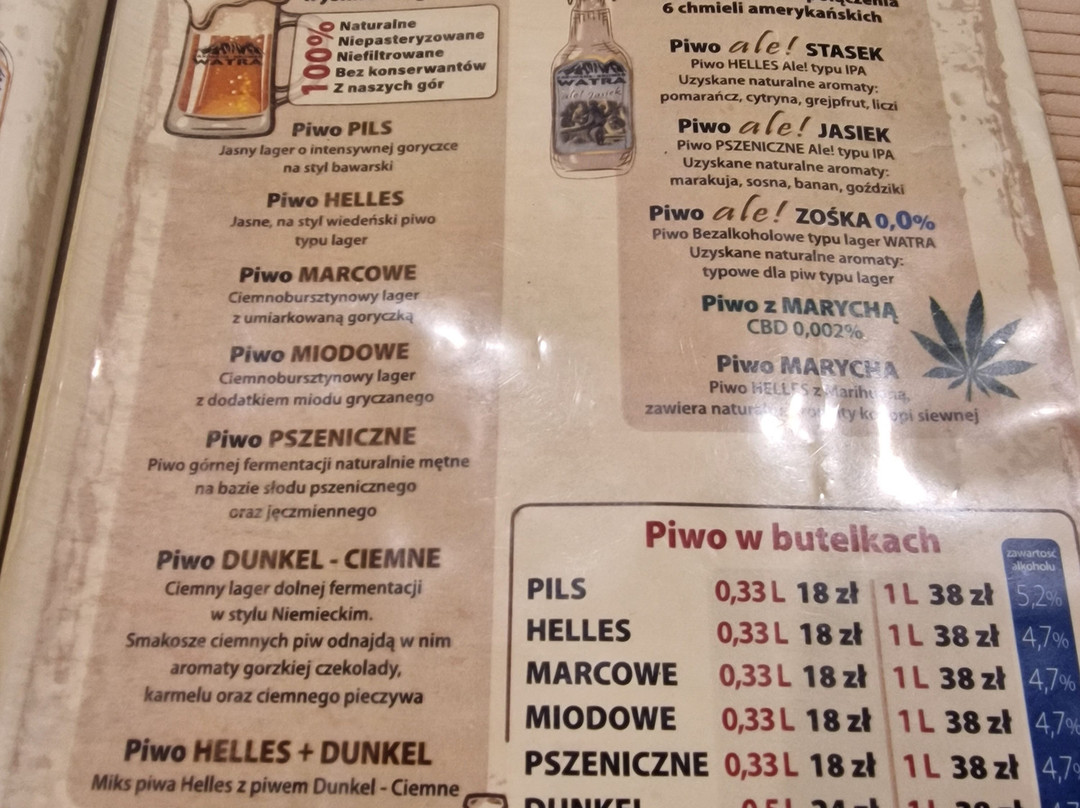 WATRA
100%
Naturalne
Niepasteryzowane
Niefiltrowane
Bez konserwantów
Z naszych gór
Piwo PILS
Jasny lager o intensywnej goryczce
na styl bawarski
Piwo HELLES
Jasne, na styl wiedeński piwo
typu lager
Piwo MARCOWE
Ciemnobursztynowy lager
z umiarkowaną goryczką
Piwo MIODOWE
Ciemnobursztynowy lager
z dodatkiem miodu gryczanego
Piwo PSZENICZNE
Piwo górnej fermentacji naturalnie mętne
na bazie słodu pszenicznego
oraz jęczmiennego
Piwo DUNKEL - CIEMNE
Ciemny lager dolnej fermentacji
w stylu Niemieckim.
Smakosze ciemnych piw odnajdą w nim
aromaty gorzkiej czekolady,
karmelu oraz ciemnego pieczywa
Piwo HELLES + DUNKEL
Miks piwa Helles z piwem Dunkel - Ciemne
6 chmieli amerykańskich
WATRA
ale! Jasiek
Piwo ale! STASEK
Piwo HELLES Ale! typu IPA
Uzyskane naturalne aromaty:
pomarańcz, cytryna, grejpfrut, liczi
Piwo ale! JASIEK
Piwo PSZENICZNE Ale! typu IPA
Uzyskane naturalne aromaty:
marakuja, sosna, banan, goździki
Piwo ale! ZOŚKA 0,0%
Piwo Bezalkoholowe typu lager WATRA
Uzyskane naturalne aromaty:
typowe dla piw typu lager
Piwo z MARYCHĄ
CBD 0,002%
Piwo MARYCHA
Piwo HELLES z Marihuaną,
zawiera naturalne aromaty konopi siewnej
Piwo w butelkach
zawartość
alkoholu
PILS 0,33 L 18 zł 1 L 38 zł 5,2%
HELLES 0,33 L 18 zł 1 L 38 zł 4,7%
MARCOWE 0,33 L 18 zł 1 L 38 zł 4,7%
MIODOWE 0,33 L 18 zł 1 L 38 zł 4,7%
PSZENICZNE 0,33 L 18 zł 1 L 38 zł 4,7%
DUNKEL